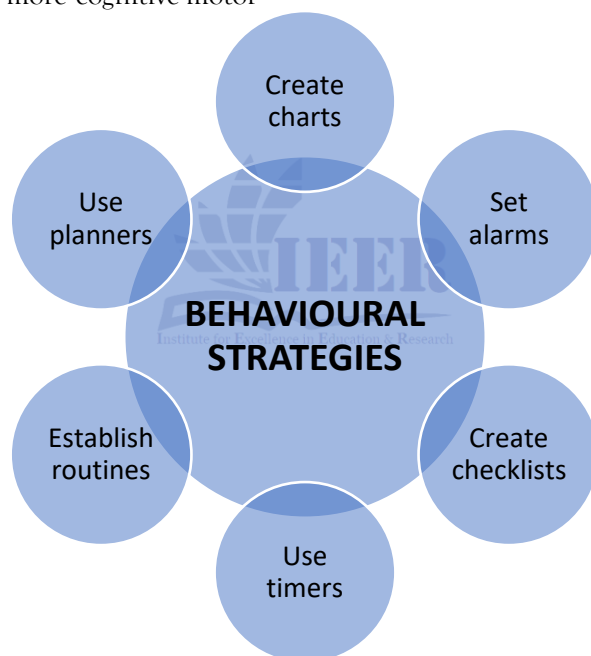 more cognitive motor
Create
charts
Use
planners
Set
alarms
IEER
Institute for Excellence in Education & Research
BEHAVIOURAL
STRATEGIES
Establish
routines
Create
checklists
Use
timers